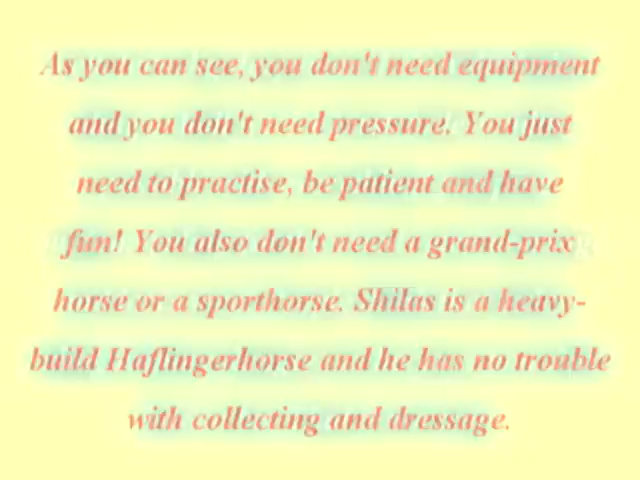 As you can see, you don't need equipment
and you don't need pressure. You just
need to practise, be patient and have
fun! You also don't need a grand-prix
horse or a sporthorse. Shilas is a heavy-
build Haflingerhorse and he has no trouble
with collecting and dressage.